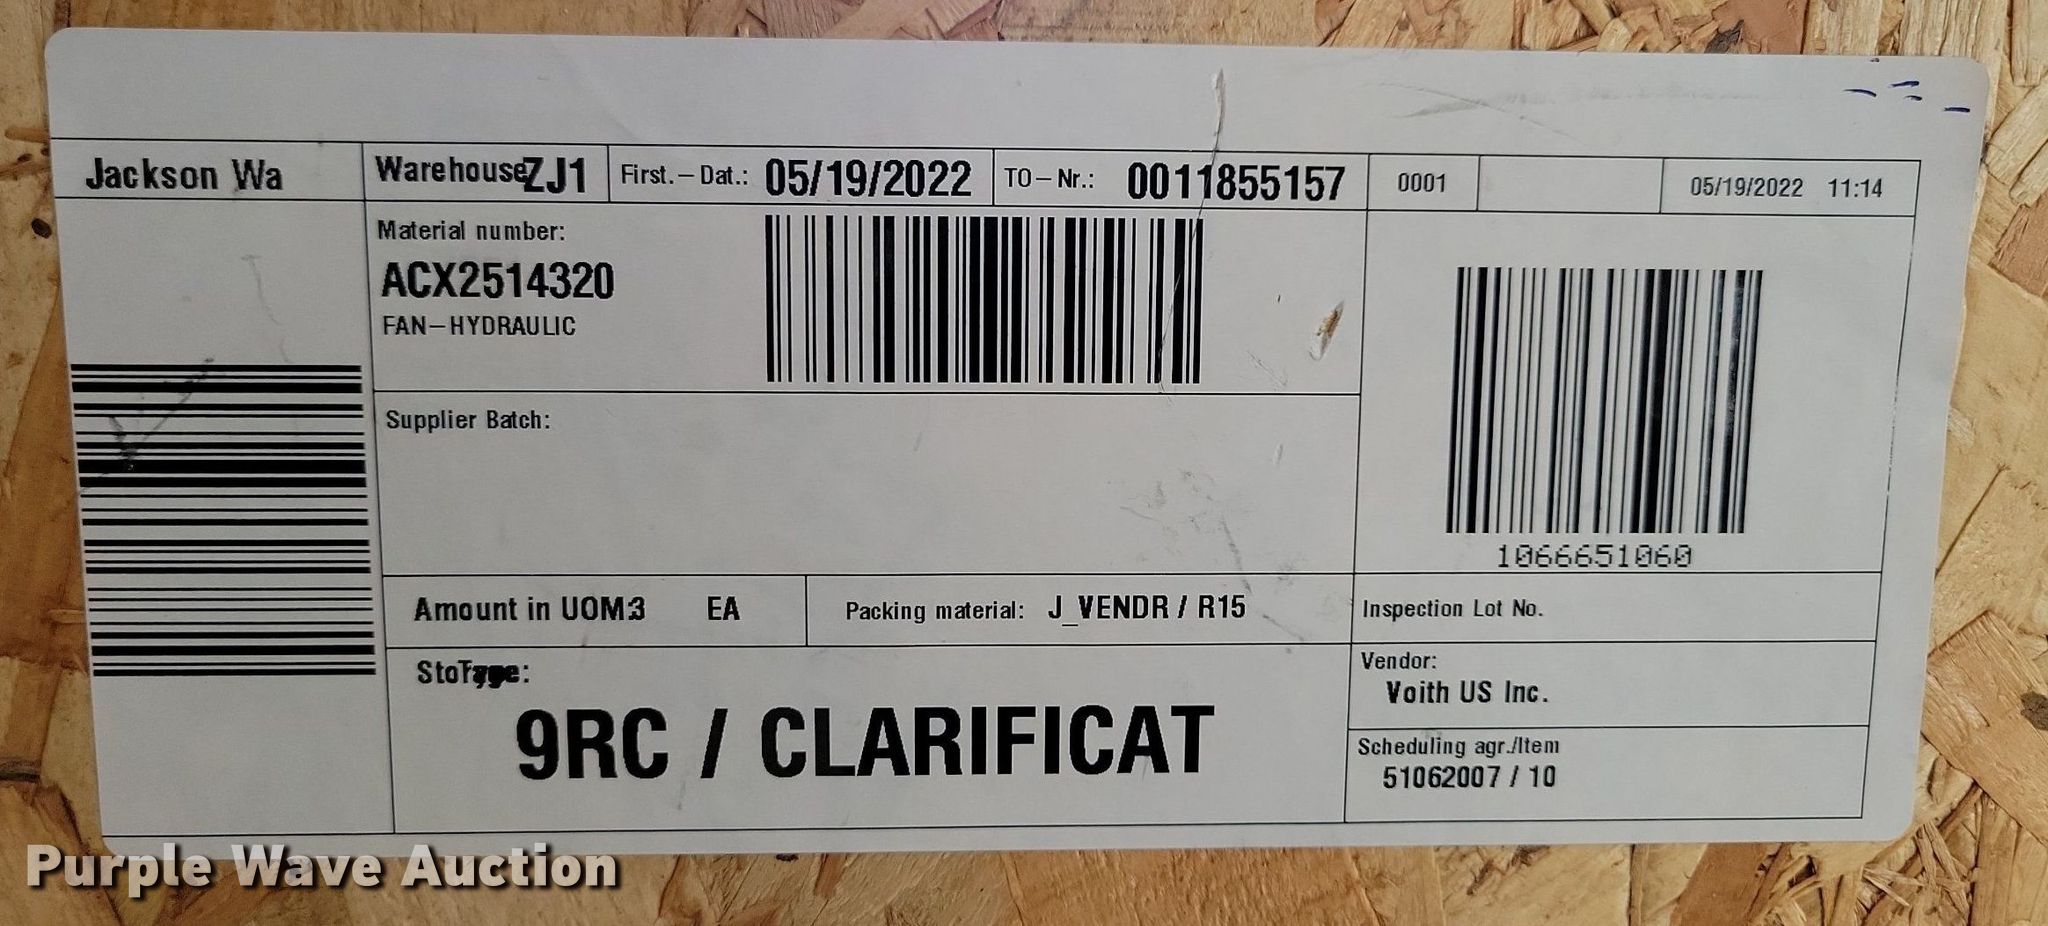 Jackson Wa
WarehouseZJ1
First.-Dat.: 05/19/2022
TO-Nr.: 0011855157
0001
05/19/2022 11:14
Material number:
ACX2514320
FAN-HYDRAULIC
1066651060
Supplier Batch:
Amount in UOM:3 EA
Packing material: J_VENDR / R15
Inspection Lot No.
9RC / CLARIFICAT
Vendor:
Voith US Inc.
Scheduling agr./Item
51062007 / 10
Purple Wave Auction